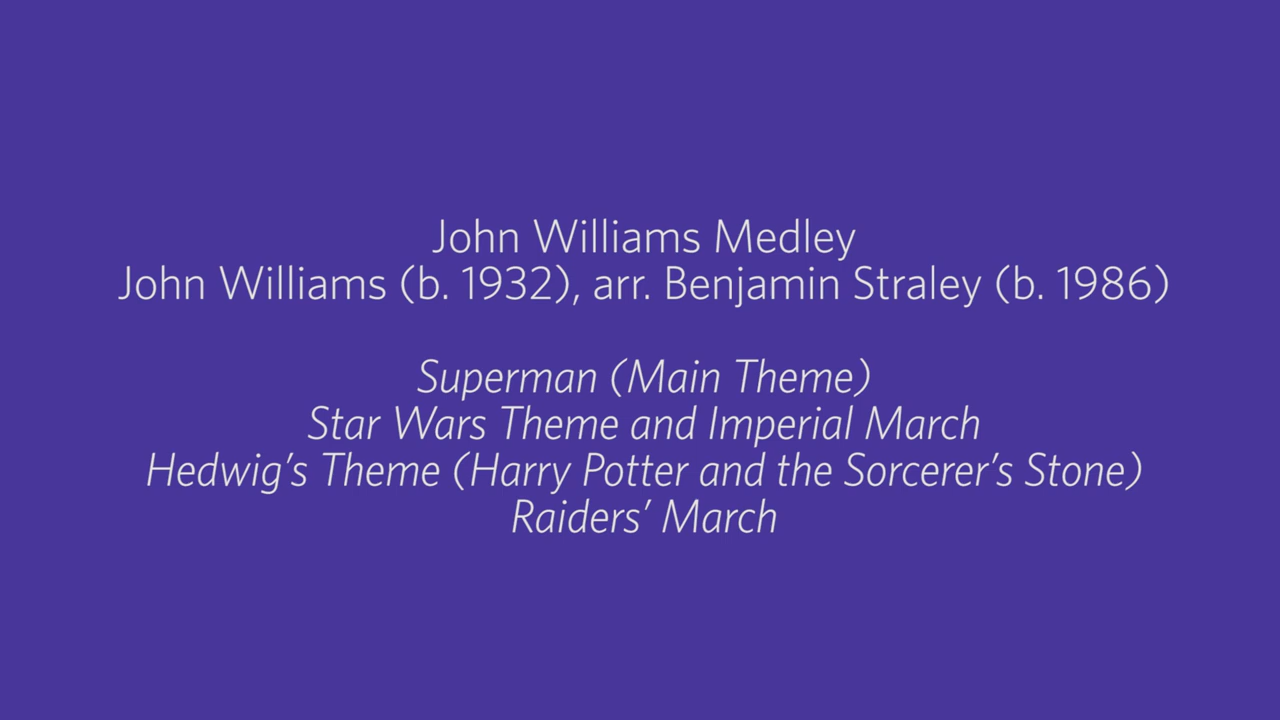 John Williams Medley
John Williams (b. 1932), arr. Benjamin Straley (b. 1986)
Superman (Main Theme)
Star Wars Theme and Imperial March
Hedwig’s Theme (Harry Potter and the Sorcerer’s Stone)
Raiders’ March